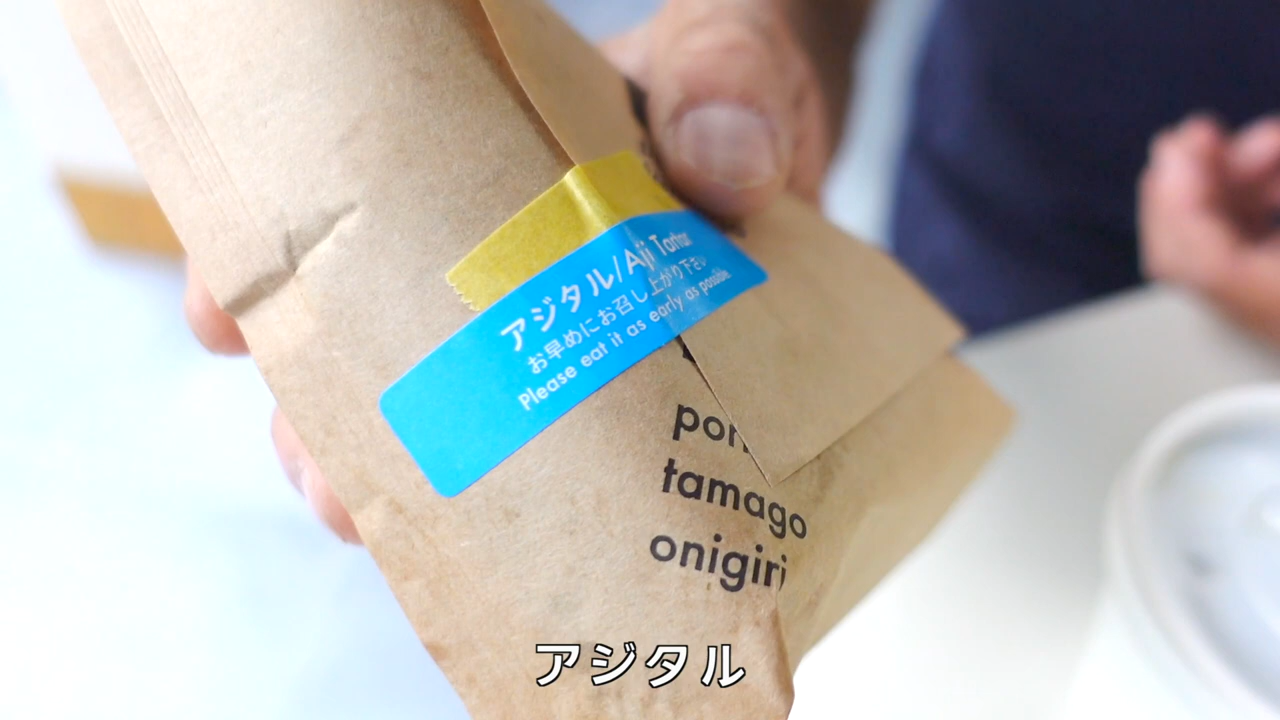 アジタル/Aji Tartar
お早めにお召し上がり下さい
Please eat it as early as possible
tamago
onigiri
アジタル